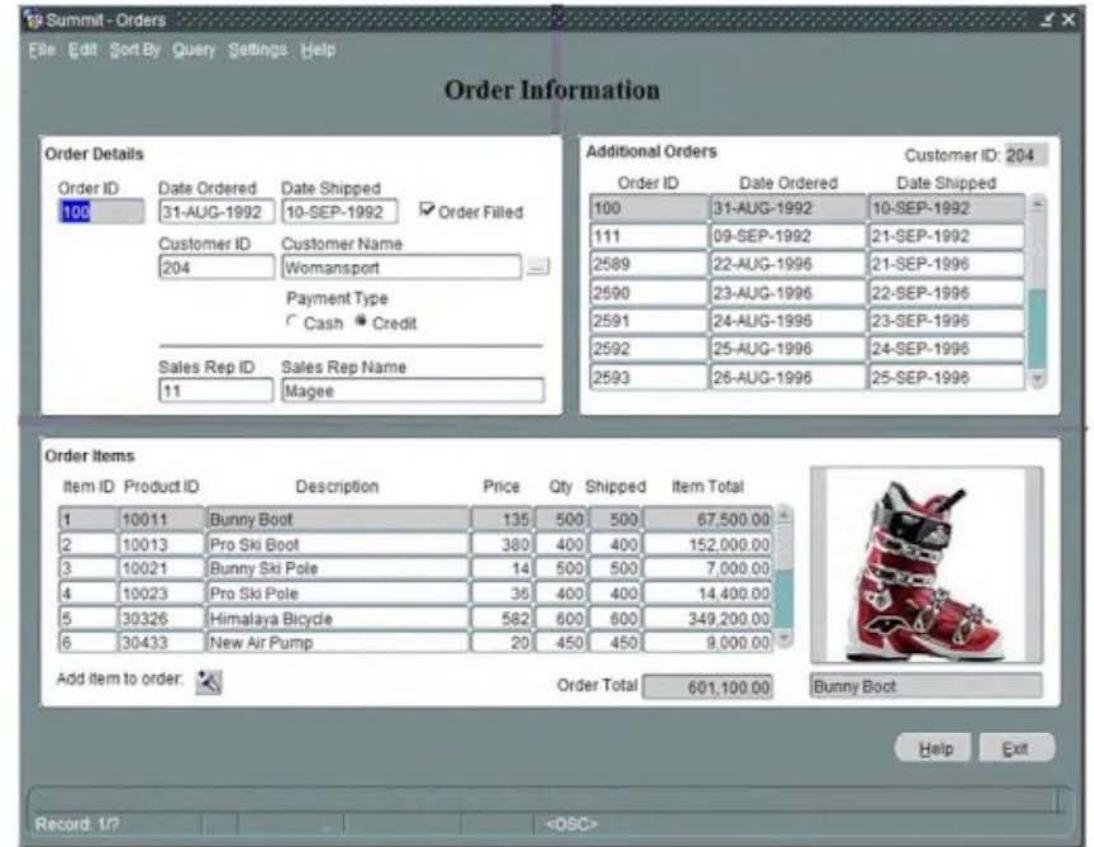 Summit - Orders
File Edit Sort By Query Settings Help
Order Information
Order Details
Order ID Date Ordered Date Shipped
100 31-AUG-1992 10-SEP-1992 Order Filled
Customer ID Customer Name
204 Womansport ...
Payment Type
Cash Credit
Sales Rep ID Sales Rep Name
11 Magee
Additional Orders Customer ID: 204
Order ID Date Ordered Date Shipped
100 31-AUG-1992 10-SEP-1992
111 09-SEP-1992 21-SEP-1992
2589 22-AUG-1996 21-SEP-1996
2590 23-AUG-1996 22-SEP-1996
2591 24-AUG-1996 23-SEP-1996
2592 25-AUG-1996 24-SEP-1996
2593 26-AUG-1996 25-SEP-1996
Order Items
Item ID Product ID Description Price Qty Shipped Item Total
1 10011 Bunny Boot 135 500 500 67,500.00
2 10013 Pro Ski Boot 380 400 400 152,000.00
3 10021 Bunny Ski Pole 14 500 500 7,000.00
4 10023 Pro Ski Pole 36 400 400 14,400.00
5 30326 Himalaya Bicycle 582 600 600 349,200.00
6 30433 New Air Pump 20 450 450 9,000.00
Add item to order: Order Total 601,100.00 Bunny Boot
Help Exit
Record: 1/? <OSC>